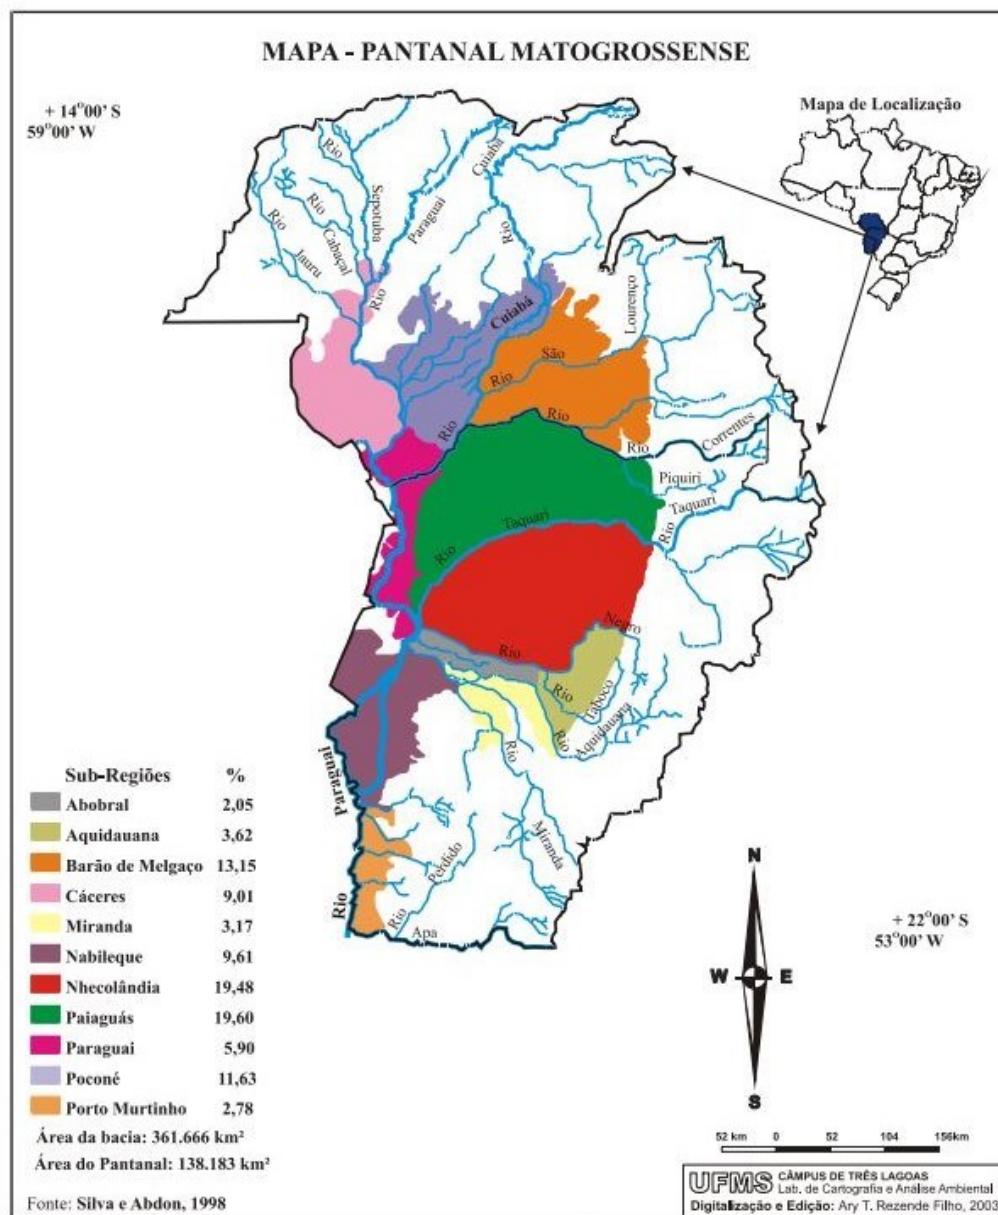 MAPA - PANTANAL MATOGROSSENSE
+ 14°00' S
59°00' W
Mapa de Localização
Rio
Sepotuba
Rio
Cabaçal
Rio
Jauru
Rio
Paraguai
Cuiabá
Rio
Cuiabá
Rio
Lourenço
São
Rio
Rio
Correntes
Rio
Piquiri
Taquari
Rio
Taquari
Rio
Negro
Rio
Rio
Taboco
Rio
Aquidauana
Rio
Miranda
Perdido
Rio
Apa
Paraguai
Rio
Sub-Regiões %
Abobral 2,05
Aquidauana 3,62
Barão de Melgaço 13,15
Cáceres 9,01
Miranda 3,17
Nabileque 9,61
Nhecolândia 19,48
Paiaguás 19,60
Paraguai 5,90
Poconé 11,63
Porto Murtinho 2,78
Área da bacia: 361.666 km²
Área do Pantanal: 138.183 km²
Fonte: Silva e Abdon, 1998
+ 22°00' S
53°00' W
N
W E
S
52 km 0 52 104 156km
UFMS CÂMPUS DE TRÊS LAGOAS
Lab. de Cartografia e Análise Ambiental
Digitalização e Edição: Ary T. Rezende Filho, 2003